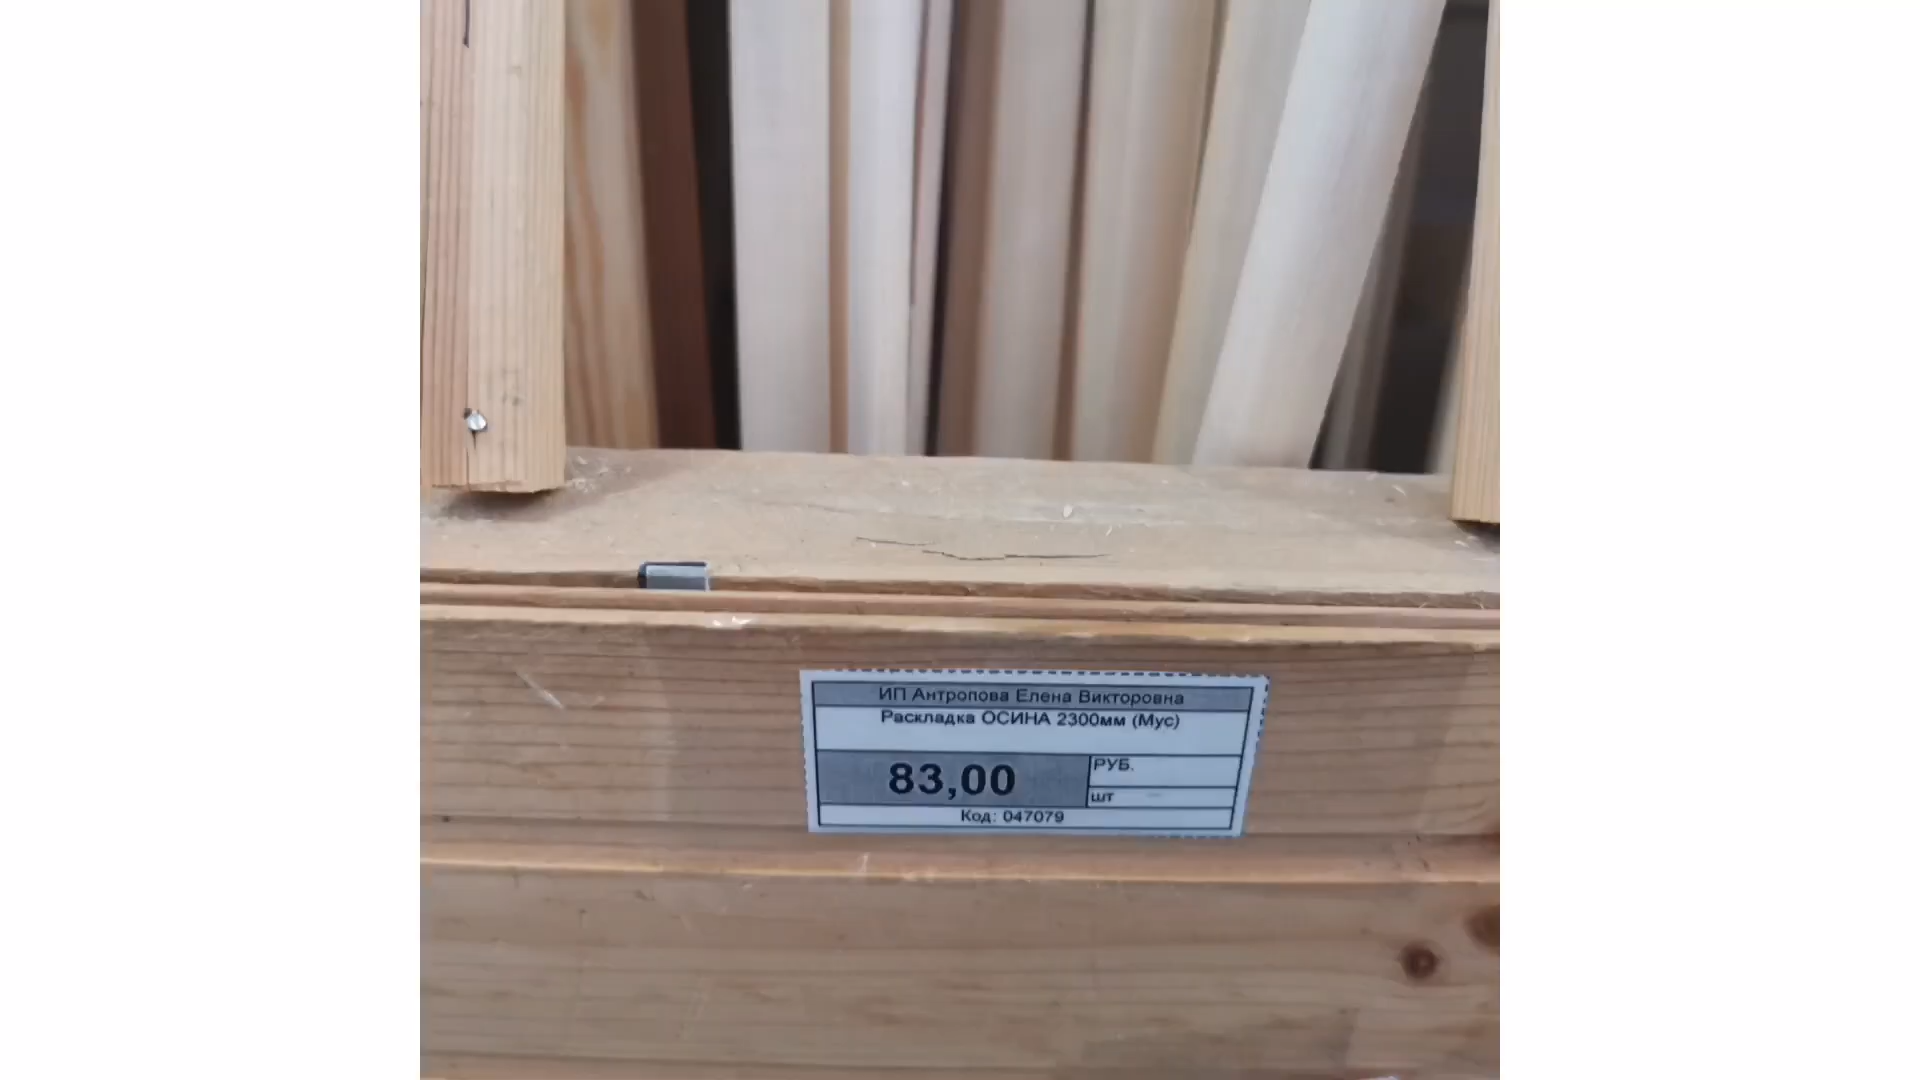 ИП Антропова Елена Викторовна
Раскладка ОСИНА 2300мм (Мус)
83,00
РУБ.
шт
Код: 047079